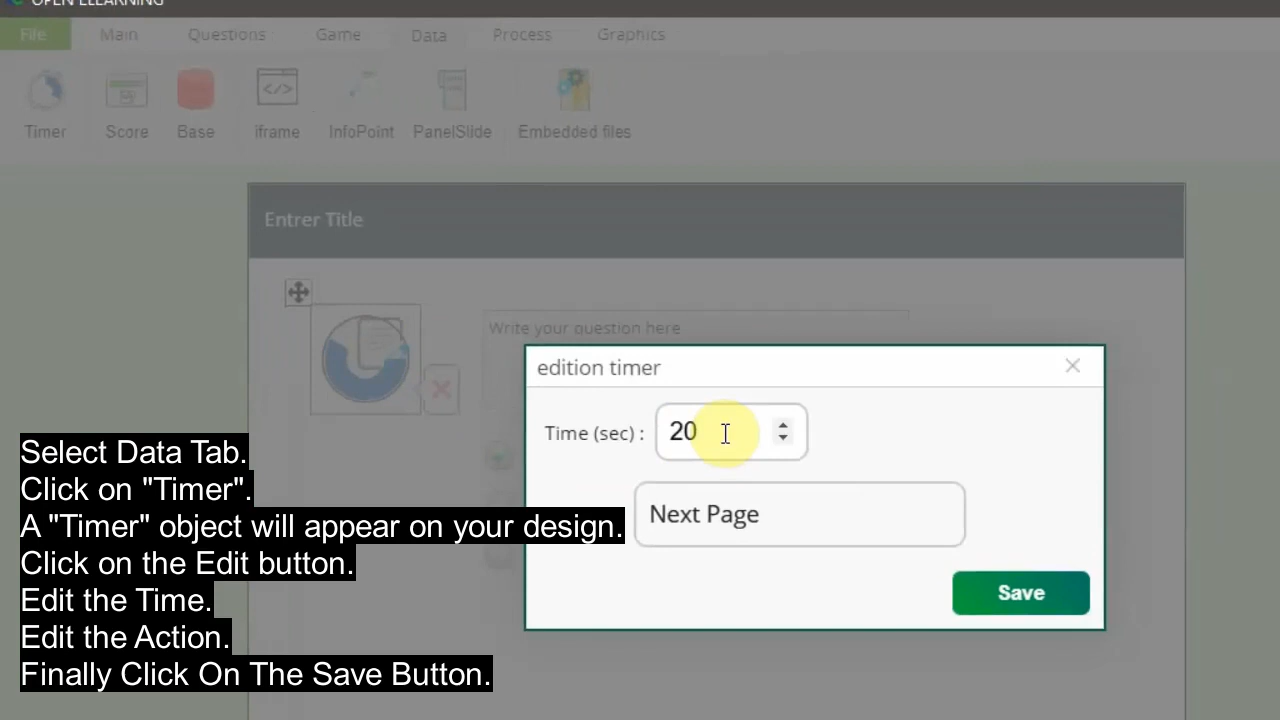 OPEN ELEARNING
File Main Questions Game Data Process Graphics
Timer Score Base iframe InfoPoint PanelSlide Embedded files
Entrer Title
Write your question here
edition timer
Time (sec) : 20
Next Page
Save
Select Data Tab.
Click on "Timer".
A "Timer" object will appear on your design.
Click on the Edit button.
Edit the Time.
Edit the Action.
Finally Click On The Save Button.